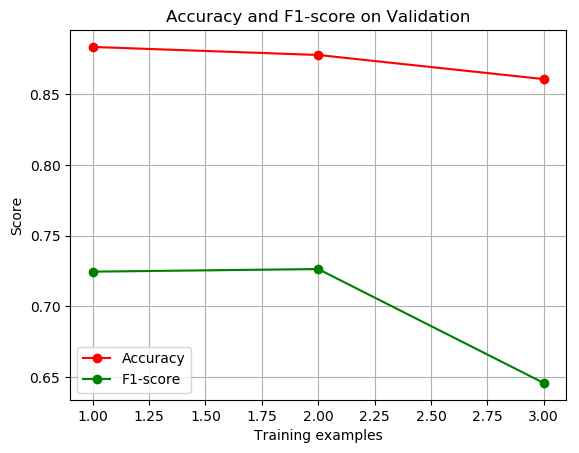 Accuracy and F1-score on Validation
0.85
0.80
0.75
0.70
0.65
Score
Accuracy
F1-score
1.00 1.25 1.50 1.75 2.00 2.25 2.50 2.75 3.00
Training examples